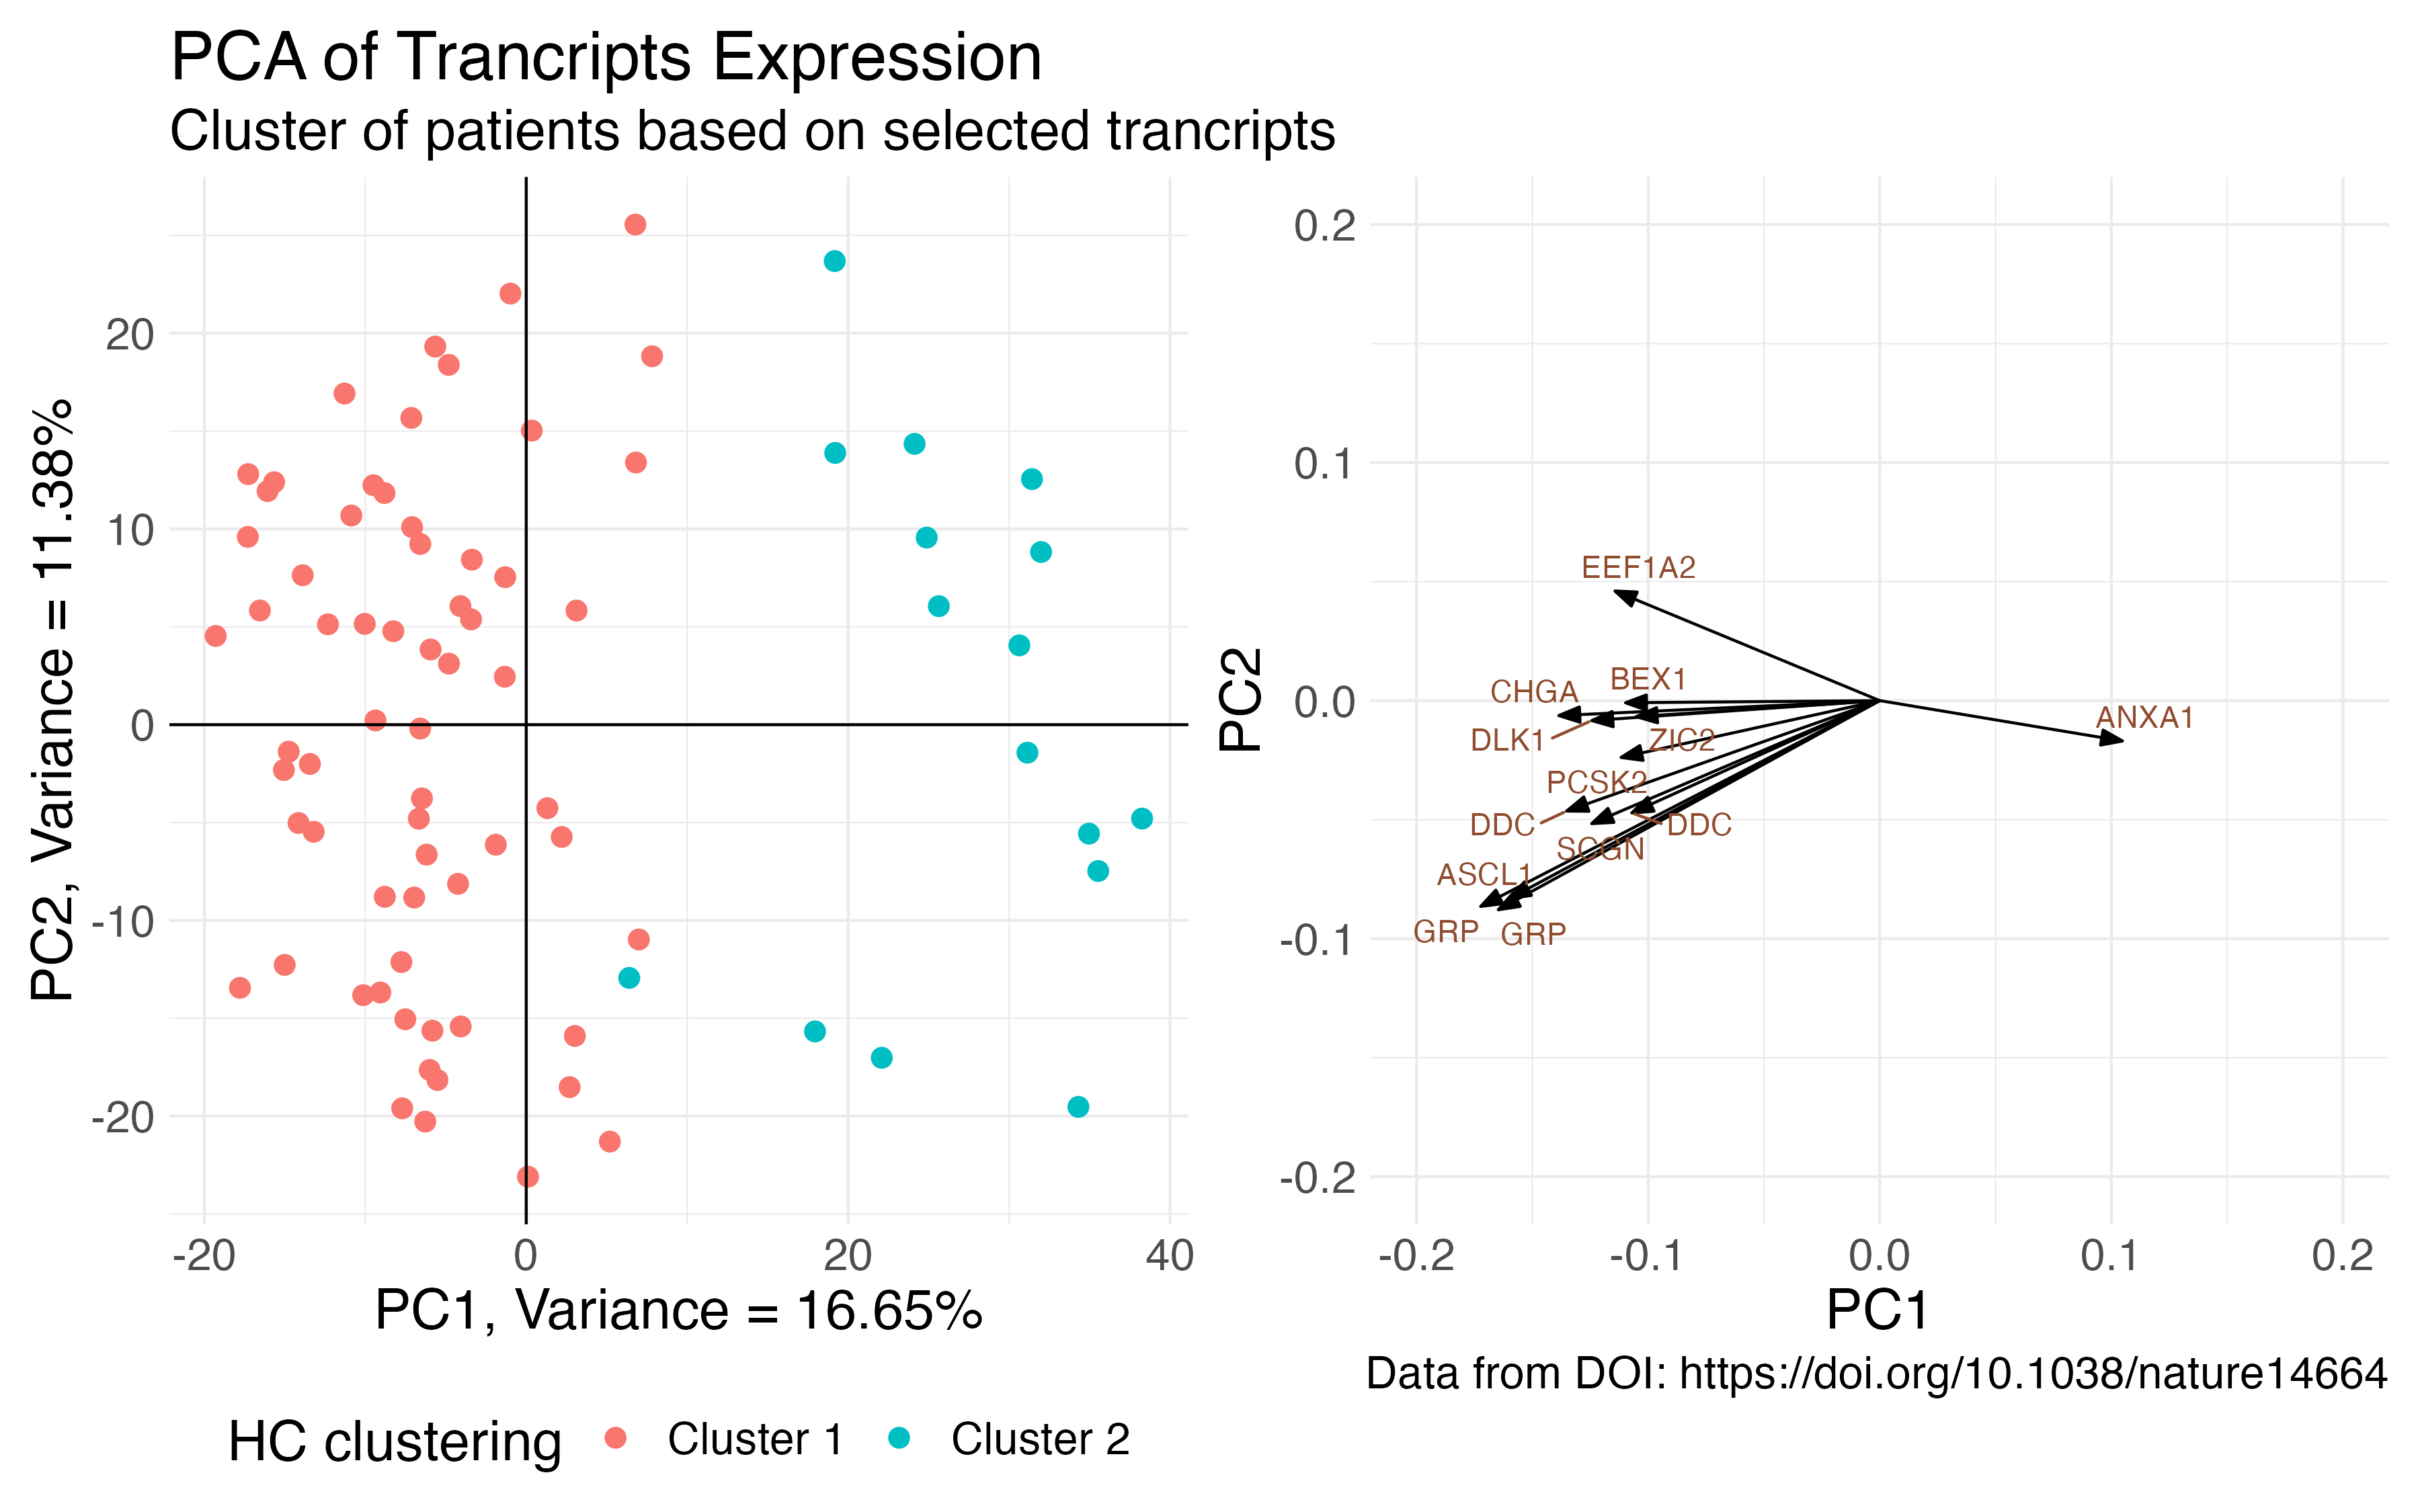 PCA of Trancripts Expression
Cluster of patients based on selected trancripts
PC2, Variance = 11.38%
20
10
0
-10
-20
-20 0 20 40
PC1, Variance = 16.65%
PC2
0.2
0.1
0.0
-0.1
-0.2
EEF1A2
BEX1
CHGA
ANXA1
DLK1
ZIC2
PCSK2
DDC
DDC
SCGN
ASCL1
GRP
GRP
-0.2 -0.1 0.0 0.1 0.2
PC1
Data from DOI: https://doi.org/10.1038/nature14664
HC clustering Cluster 1 Cluster 2